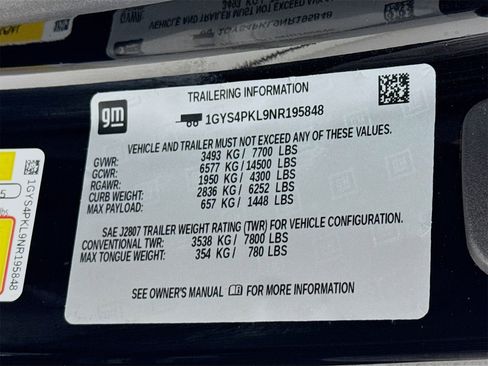 1GYS4PKL9NR195848
TRAILERING INFORMATION
gm
1GYS4PKL9NR195848
VEHICLE AND TRAILER MUST NOT EXCEED ANY OF THESE VALUES.
GVWR: 3493 KG / 7700 LBS
GCWR: 6577 KG / 14500 LBS
RGAWR: 1950 KG / 4300 LBS
CURB WEIGHT: 2836 KG / 6252 LBS
MAX PAYLOAD: 657 KG / 1448 LBS
SAE J2807 TRAILER WEIGHT RATING (TWR) FOR VEHICLE CONFIGURATION.
CONVENTIONAL TWR: 3538 KG / 7800 LBS
MAX TONGUE WEIGHT: 354 KG / 780 LBS
SEE OWNER'S MANUAL FOR MORE INFORMATION
5
1GYS4PKL9NR195848